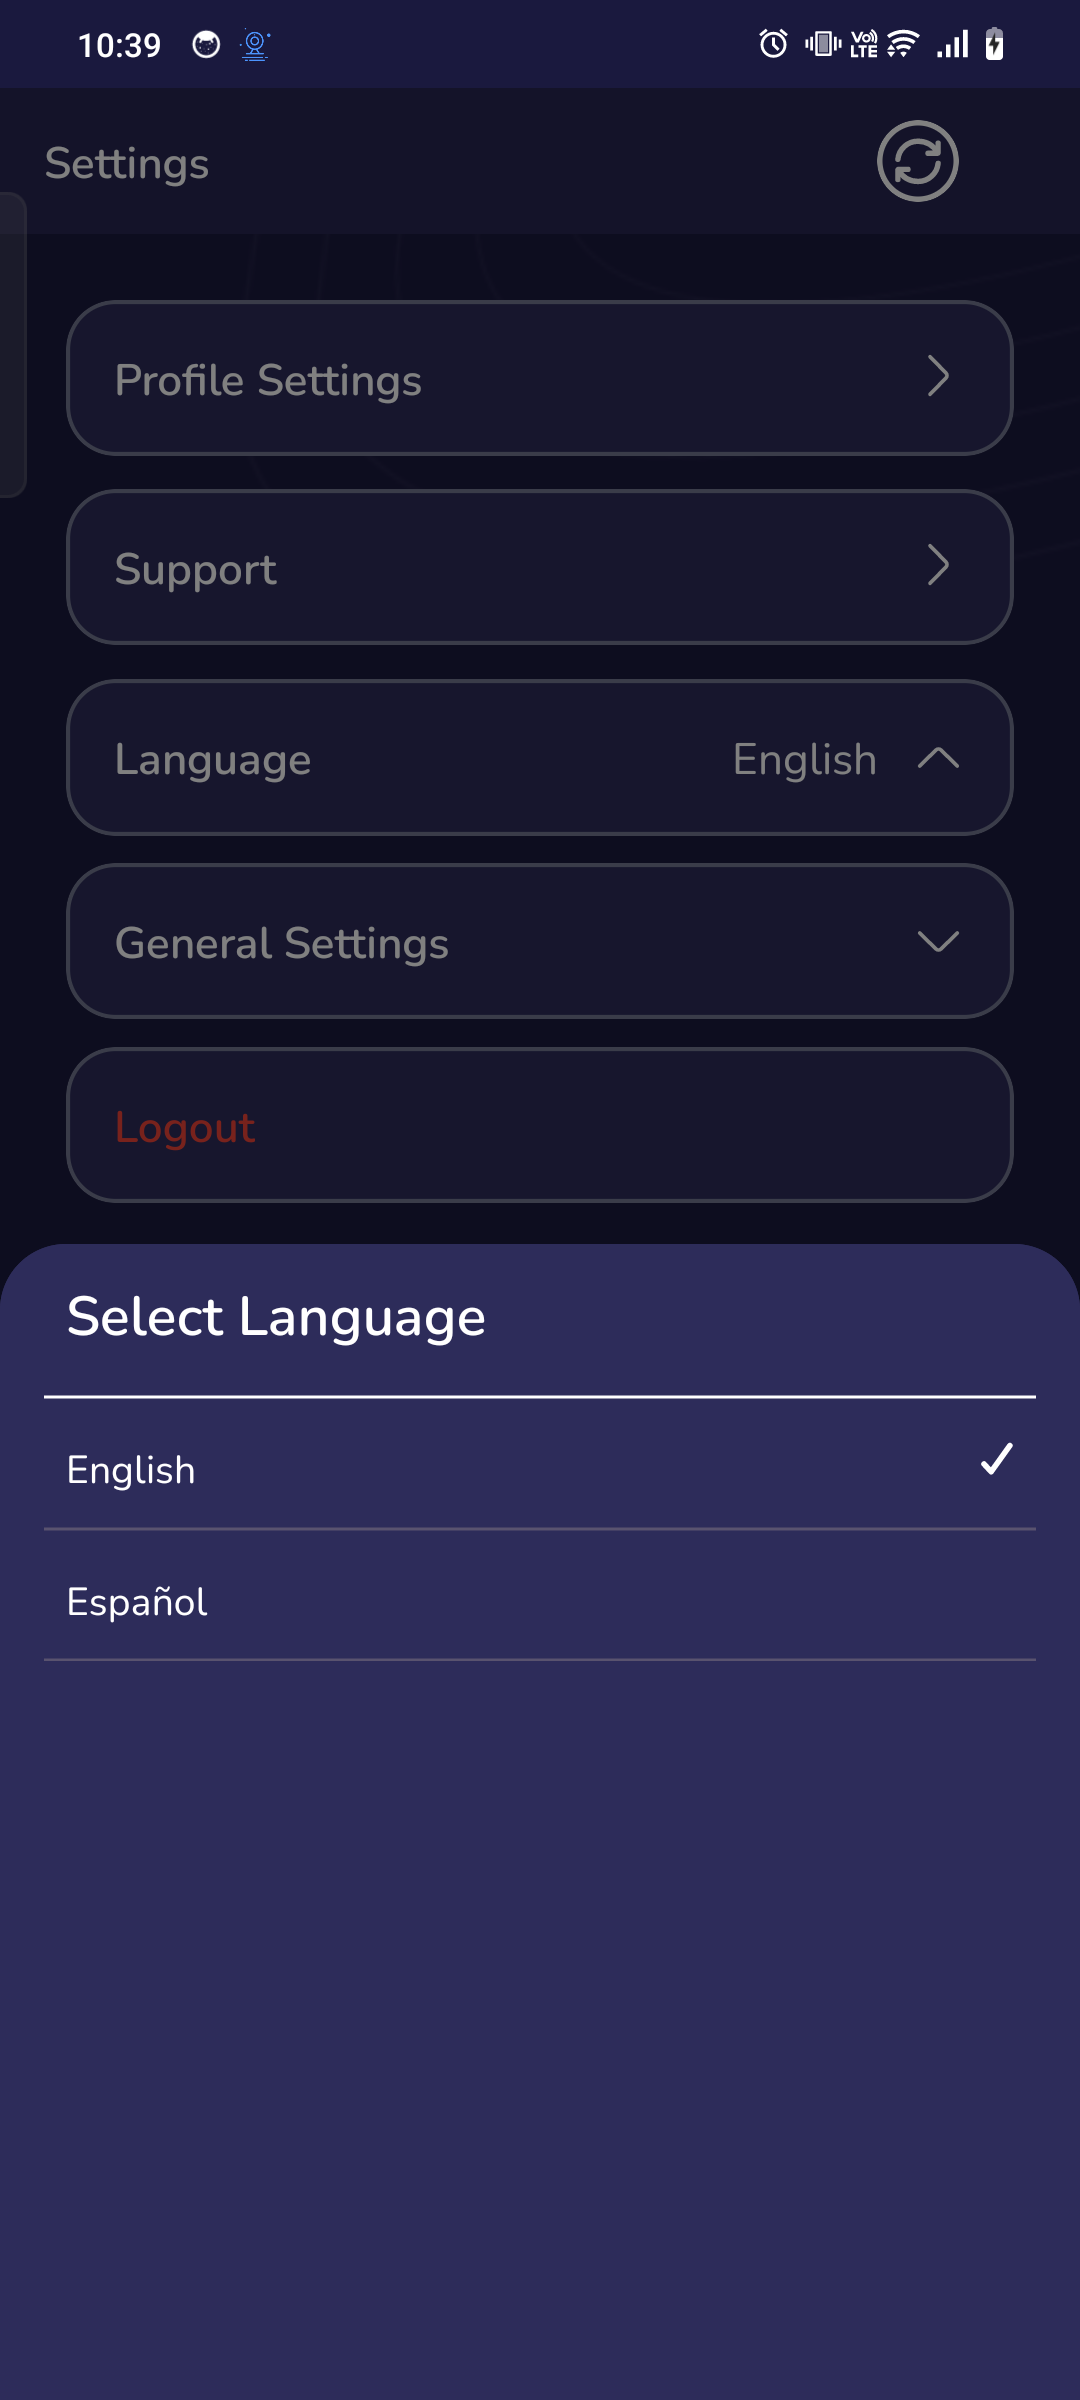 10:39 Vo) LTE
Settings
Profile Settings
Support
Language English
General Settings
Logout
Select Language
English
Español